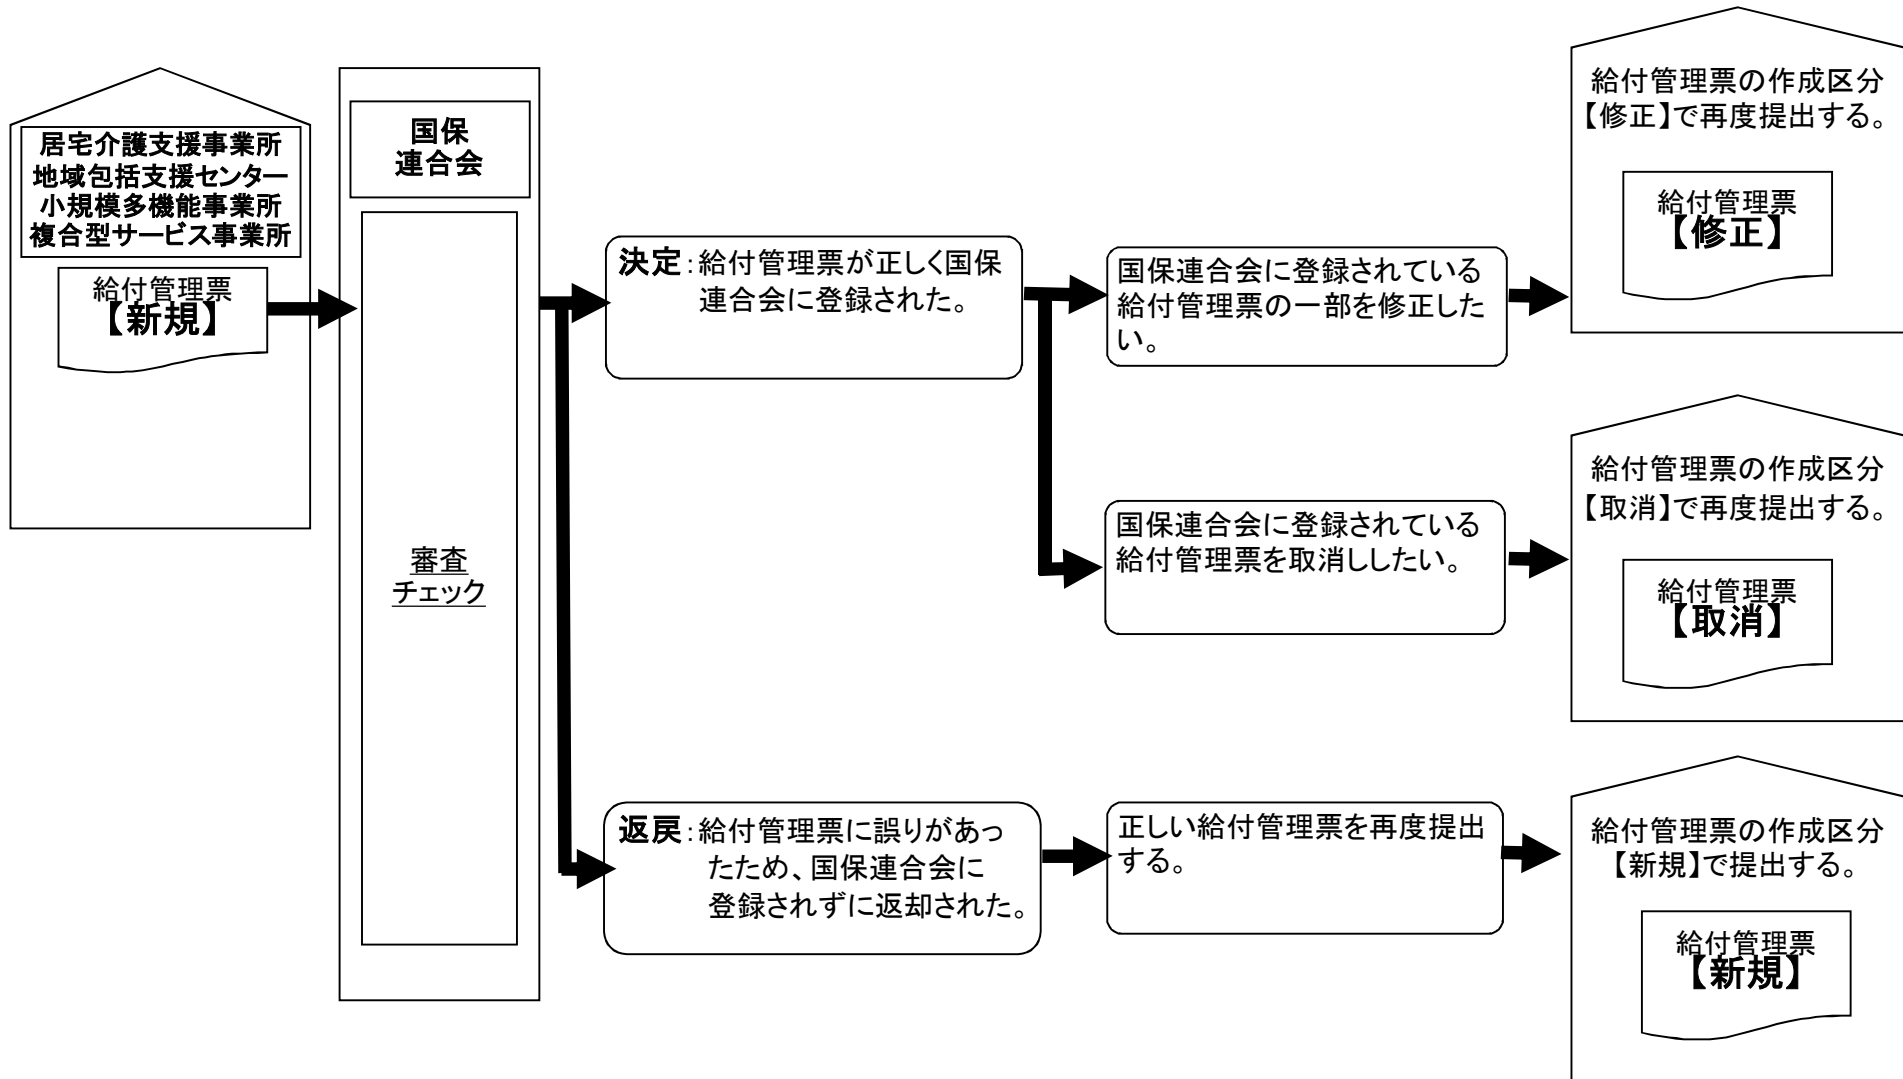 居宅介護支援事業所
地域包括支援センター
小規模多機能事業所
複合型サービス事業所
給付管理票
【新規】
国保
連合会
審査
チェック
決定：給付管理票が正しく国保
連合会に登録された。
国保連合会に登録されている
給付管理票の一部を修正した
い。
給付管理票の作成区分
【修正】で再度提出する。
給付管理票
【修正】
国保連合会に登録されている
給付管理票を取消ししたい。
給付管理票の作成区分
【取消】で再度提出する。
給付管理票
【取消】
返戻：給付管理票に誤りがあっ
たため、国保連合会に
登録されずに返却された。
正しい給付管理票を再度提出
する。
給付管理票の作成区分
【新規】で提出する。
給付管理票
【新規】